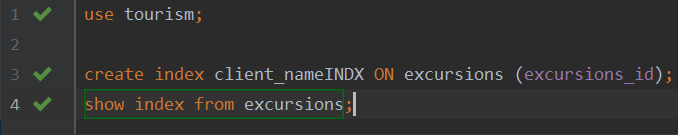 1 use tourism;
2
3 create index client_nameINDX ON excursions (excursions_id);
4 show index from excursions;